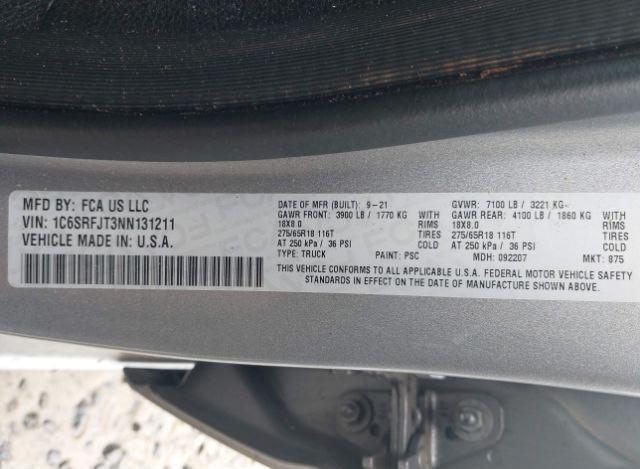 MFD BY: FCA US LLC
VIN: 1C6SRFJT3NN131211
VEHICLE MADE IN U.S.A.
DATE OF MFR (BUILT): 9-21
GAWR FRONT: 3900 LB / 1770 KG WITH
18X8.0 RIMS
275/65R18 116T TIRES
AT 250 kPa / 36 PSI COLD
TYPE: TRUCK PAINT: PSC
GVWR: 7100 LB / 3221 KG
GAWR REAR: 4100 LB / 1860 KG WITH
18X8.0 RIMS
275/65R18 116T TIRES
AT 250 kPa / 36 PSI COLD
MDH: 092207 MKT: 875
THIS VEHICLE CONFORMS TO ALL APPLICABLE U.S.A. FEDERAL MOTOR VEHICLE SAFETY
STANDARDS IN EFFECT ON THE DATE OF MANUFACTURE SHOWN ABOVE.